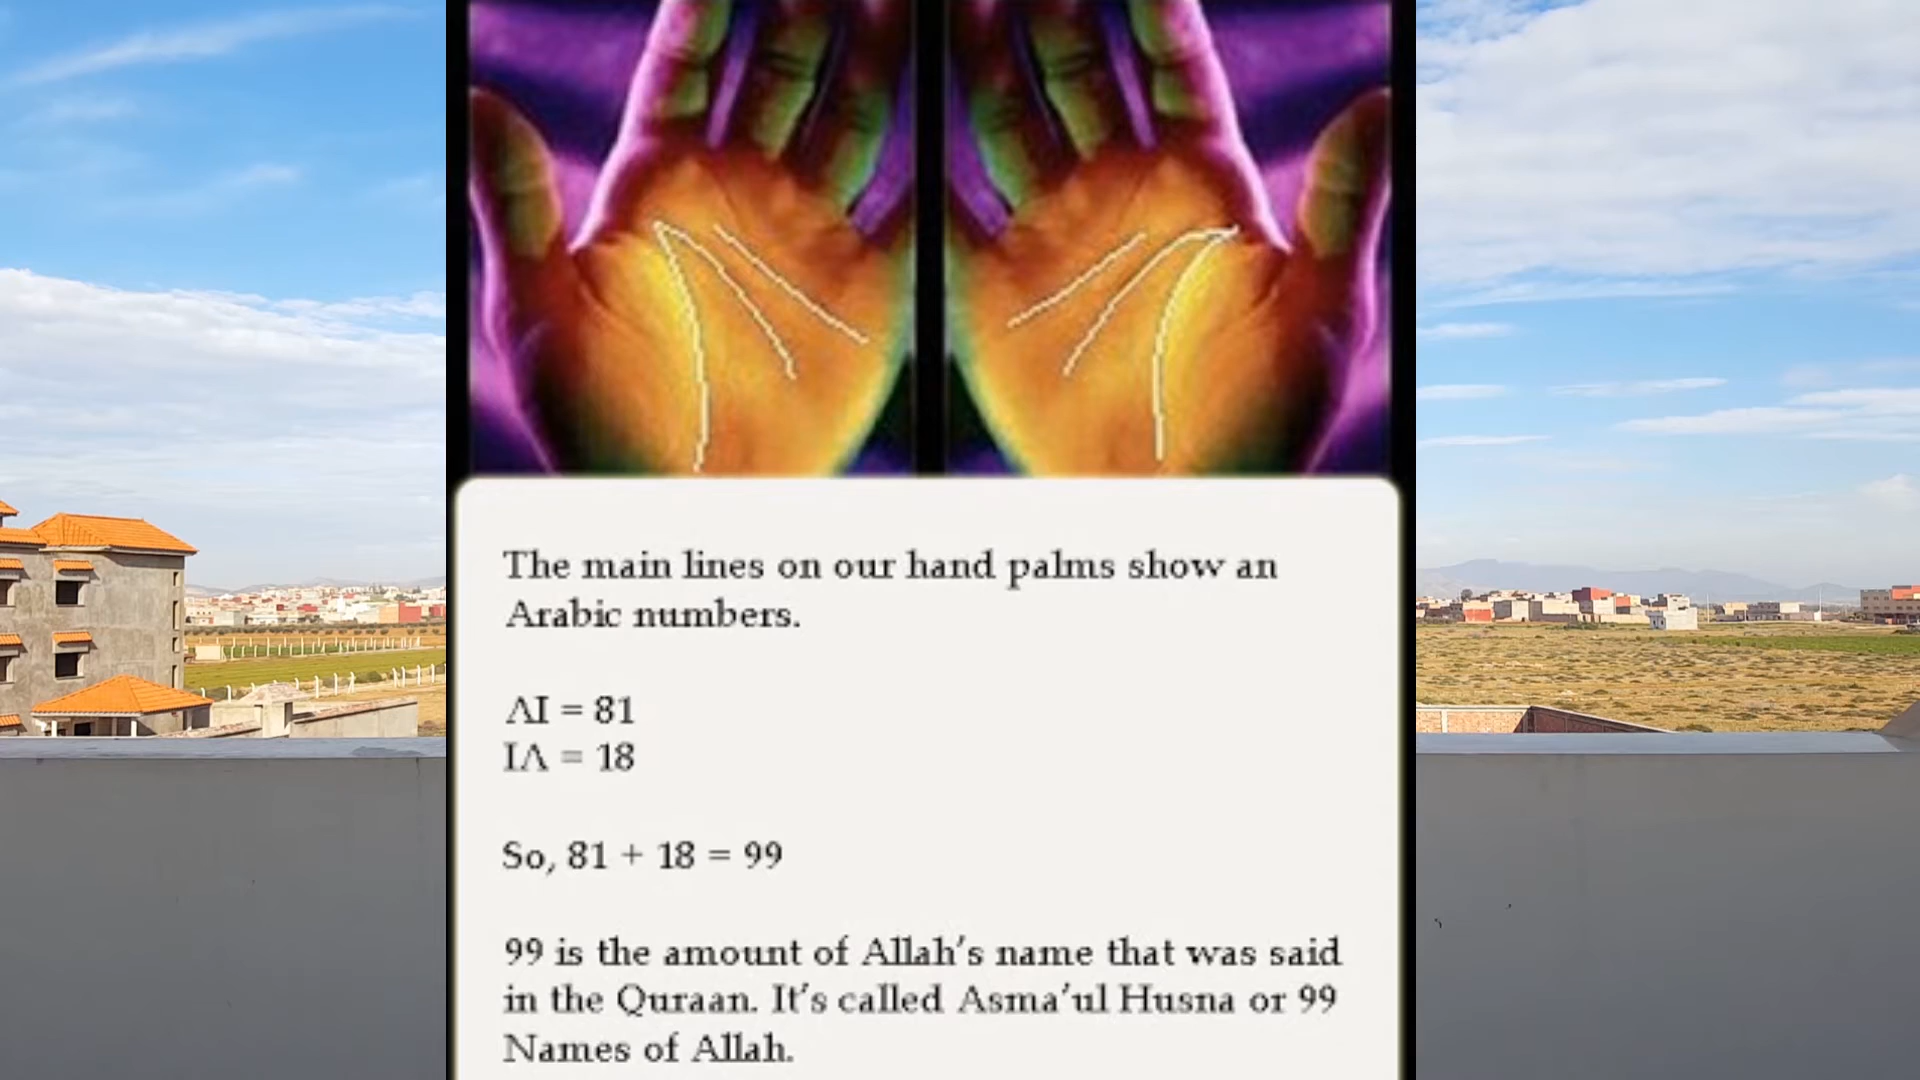 The main lines on our hand palms show an
Arabic numbers.
ΛI = 81
IΛ = 18
So, 81 + 18 = 99
99 is the amount of Allah's name that was said
in the Quraan. It's called Asma'ul Husna or 99
Names of Allah.